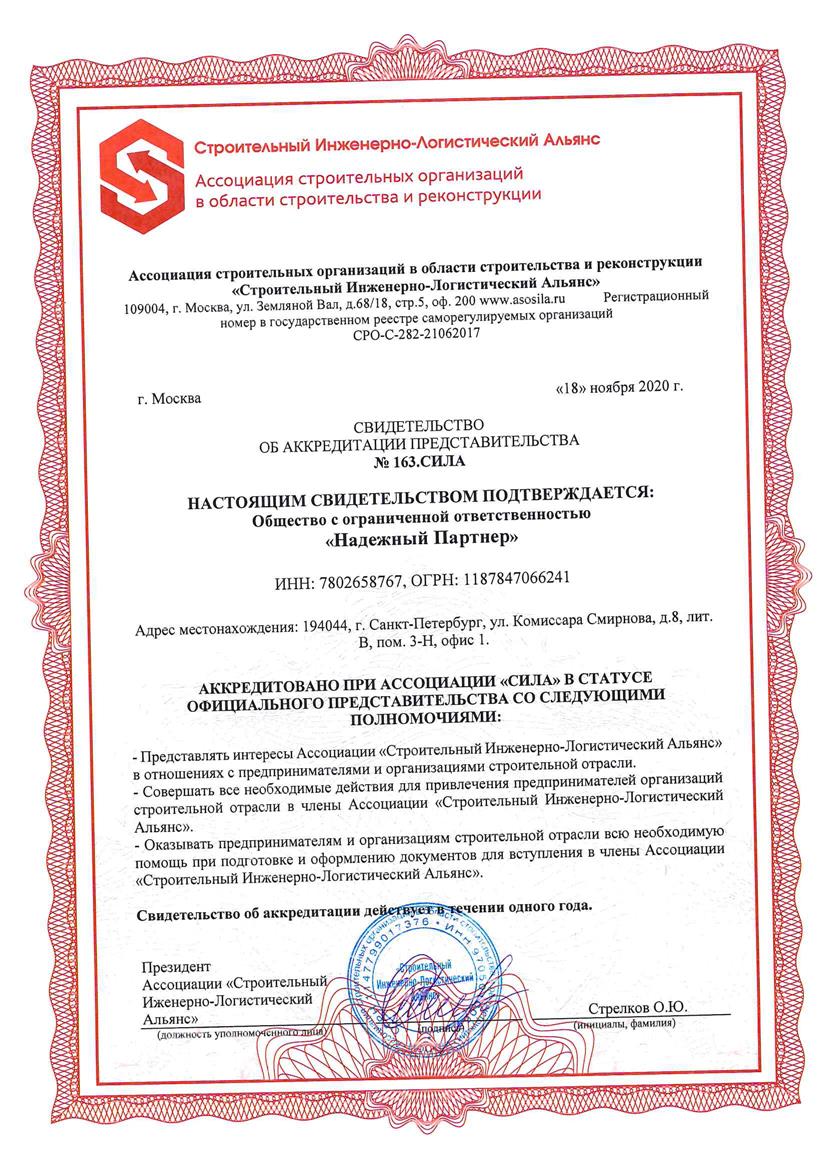 Строительный Инженерно-Логистический Альянс
Ассоциация строительных организаций
в области строительства и реконструкции
Ассоциация строительных организаций в области строительства и реконструкции
«Строительный Инженерно-Логистический Альянс»
109004, г. Москва, ул. Земляной Вал, д.68/18, стр.5, оф. 200 www.asosila.ru Регистрационный
номер в государственном реестре саморегулируемых организаций
СРО-С-282-21062017
г. Москва «18» ноября 2020 г.
СВИДЕТЕЛЬСТВО
ОБ АККРЕДИТАЦИИ ПРЕДСТАВИТЕЛЬСТВА
№ 163.СИЛА
НАСТОЯЩИМ СВИДЕТЕЛЬСТВОМ ПОДТВЕРЖДАЕТСЯ:
Общество с ограниченной ответственностью
«Надежный Партнер»
ИНН: 7802658767, ОГРН: 1187847066241
Адрес местонахождения: 194044, г. Санкт-Петербург, ул. Комиссара Смирнова, д.8, лит.
В, пом. 3-Н, офис 1.
АККРЕДИТОВАНО ПРИ АССОЦИАЦИИ «СИЛА» В СТАТУСЕ
ОФИЦИАЛЬНОГО ПРЕДСТАВИТЕЛЬСТВА СО СЛЕДУЮЩИМИ
ПОЛНОМОЧИЯМИ:
- Представлять интересы Ассоциации «Строительный Инженерно-Логистический Альянс»
в отношениях с предпринимателями и организациями строительной отрасли.
- Совершать все необходимые действия для привлечения предпринимателей организаций
строительной отрасли в члены Ассоциации «Строительный Инженерно-Логистический
Альянс».
- Оказывать предпринимателям и организациям строительной отрасли всю необходимую
помощь при подготовке и оформлению документов для вступления в члены Ассоциации
«Строительный Инженерно-Логистический Альянс».
Свидетельство об аккредитации действует в течении одного года.
Президент
Ассоциации «Строительный
Иженерно-Логистический
Альянс»
Стрелков О.Ю.
(должность уполномоченного лица) (подпись) (инициалы, фамилия)
«Строительный
Инженерно-Логистический
Альянс»
1147799017376 • ИНН